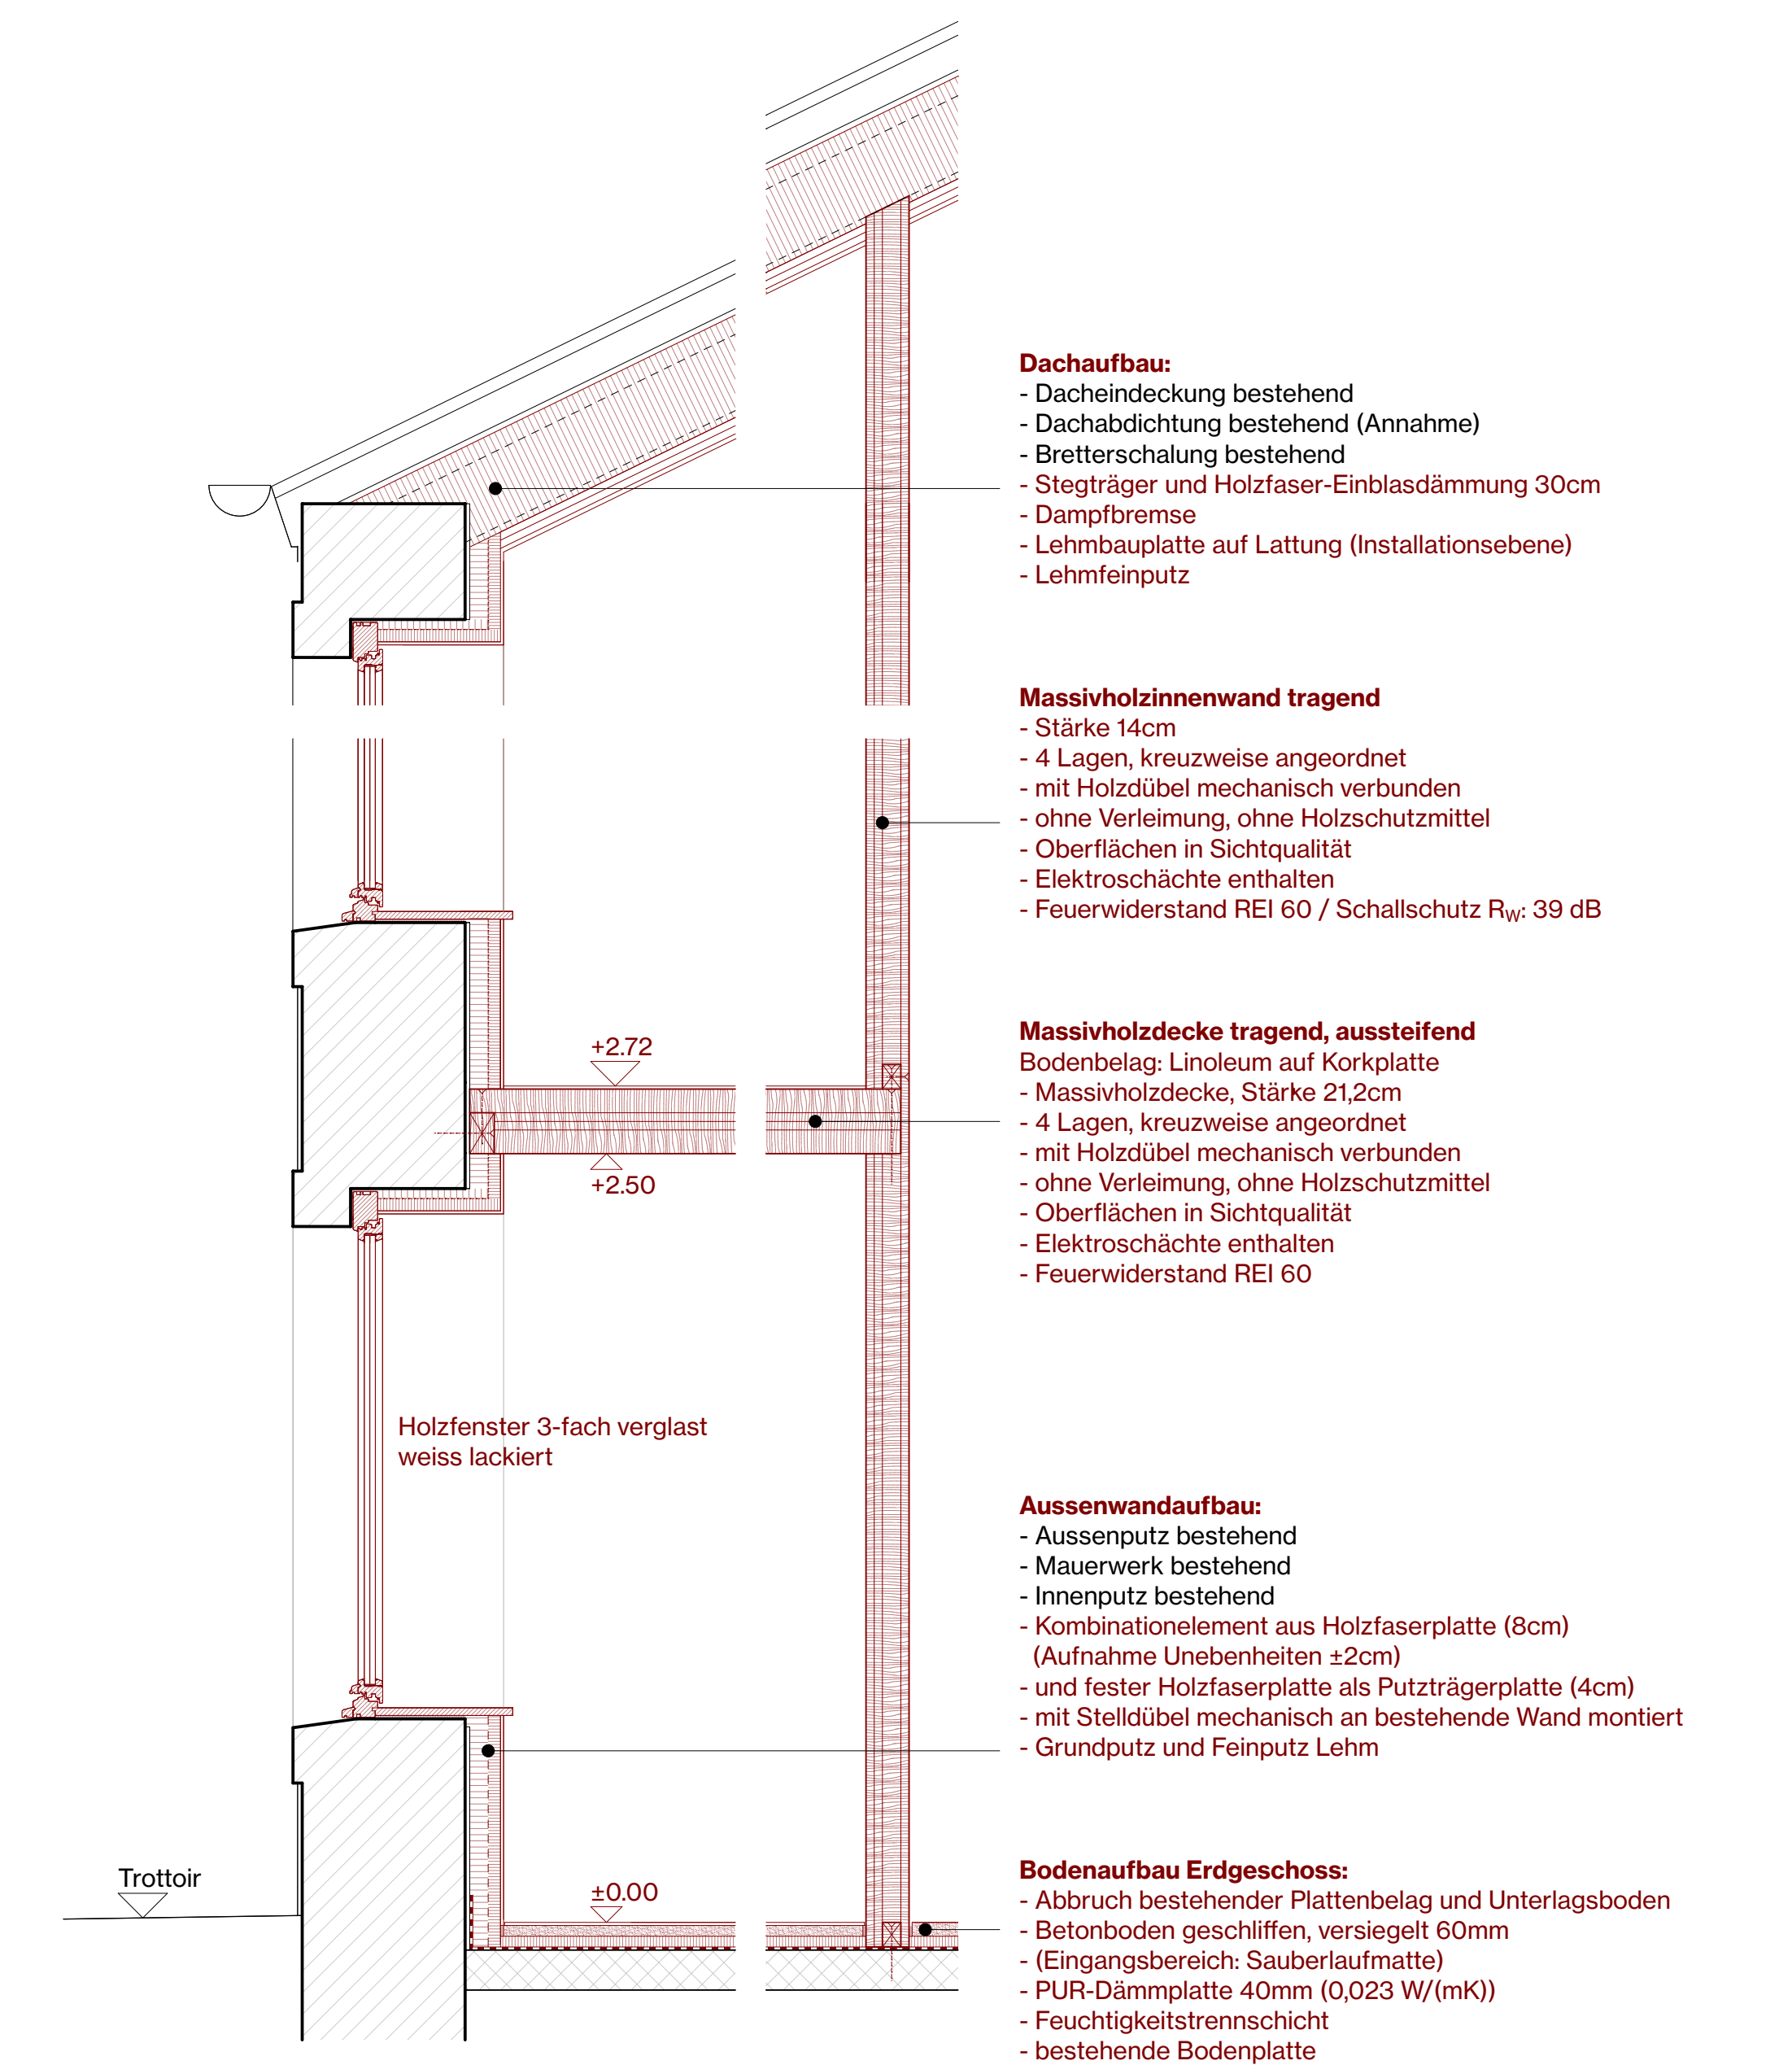 Dachaufbau:
- Dacheindeckung bestehend
- Dachabdichtung bestehend (Annahme)
- Bretterschalung bestehend
- Stegträger und Holzfaser-Einblasdämmung 30cm
- Dampfbremse
- Lehmbauplatte auf Lattung (Installationsebene)
- Lehmfeinputz
Massivholzinnenwand tragend
- Stärke 14cm
- 4 Lagen, kreuzweise angeordnet
- mit Holzdübel mechanisch verbunden
- ohne Verleimung, ohne Holzschutzmittel
- Oberflächen in Sichtqualität
- Elektroschächte enthalten
- Feuerwiderstand REI 60 / Schallschutz RW: 39 dB
+2.72
+2.50
Massivholzdecke tragend, aussteifend
Bodenbelag: Linoleum auf Korkplatte
- Massivholzdecke, Stärke 21,2cm
- 4 Lagen, kreuzweise angeordnet
- mit Holzdübel mechanisch verbunden
- ohne Verleimung, ohne Holzschutzmittel
- Oberflächen in Sichtqualität
- Elektroschächte enthalten
- Feuerwiderstand REI 60
Holzfenster 3-fach verglast
weiss lackiert
Aussenwandaufbau:
- Aussenputz bestehend
- Mauerwerk bestehend
- Innenputz bestehend
- Kombinationelement aus Holzfaserplatte (8cm)
(Aufnahme Unebenheiten ±2cm)
- und fester Holzfaserplatte als Putzträgerplatte (4cm)
- mit Stelldübel mechanisch an bestehende Wand montiert
- Grundputz und Feinputz Lehm
Trottoir
±0.00
Bodenaufbau Erdgeschoss:
- Abbruch bestehender Plattenbelag und Unterlagsboden
- Betonboden geschliffen, versiegelt 60mm
- (Eingangsbereich: Sauberlaufmatte)
- PUR-Dämmplatte 40mm (0,023 W/(mK))
- Feuchtigkeitstrennschicht
- bestehende Bodenplatte